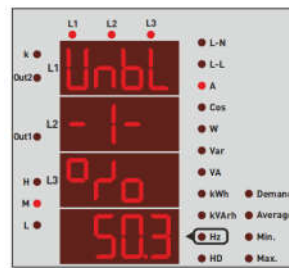 L1 L2 L3
k
Out2
L1 Unbl
L-N
L-L
A
Out1
L2 -1-
Cos
W
Var
VA
H
M
L
L3 %
kWh Demand
kVArh Average
50.3
Hz Min.
HD Max.